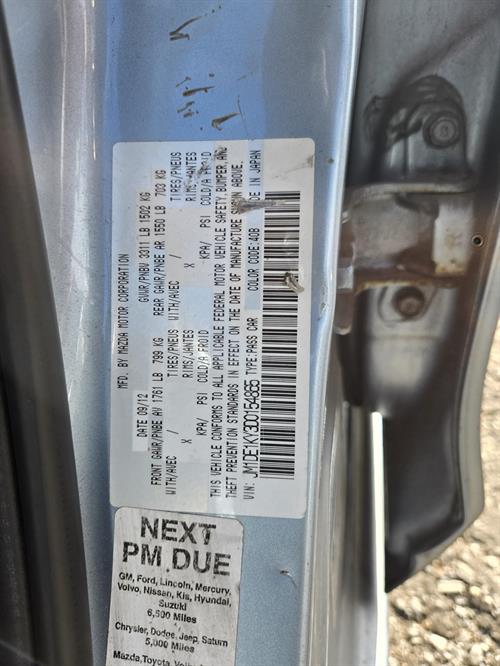 MFD. BY MAZDA MOTOR CORPORATION
DATE 09/12 GVWR/PNBV 3311 LB 1502 KG
FRONT GAWR/PNBE AV 1761 LB 799 KG REAR GAWR/PNBE AR 1550 LB 703 KG
WITH/AVEC / TIRES/PNEUS WITH/AVEC / TIRES/PNEUS
X RIMS/JANTES X RIMS/JANTES
KPA/ PSI COLD/A FROID KPA/ PSI COLD/A FROID
THIS VEHICLE CONFORMS TO ALL APPLICABLE FEDERAL MOTOR VEHICLE SAFETY, BUMPER, AND
THEFT PREVENTION STANDARDS IN EFFECT ON THE DATE OF MANUFACTURE SHOWN ABOVE.
VIN: TYPE:PASS CAR IN JAPAN
COLOR CODE:40B
NEXT
PM DUE
GM, Ford, Lincoln, Mercury,
Volvo, Nissan, Kis, Hyundai,
Suzuki
6,500 Miles
Chrysler, Dodge, Jeep, Saturn
5,000 Miles
Mazda, Toyota,